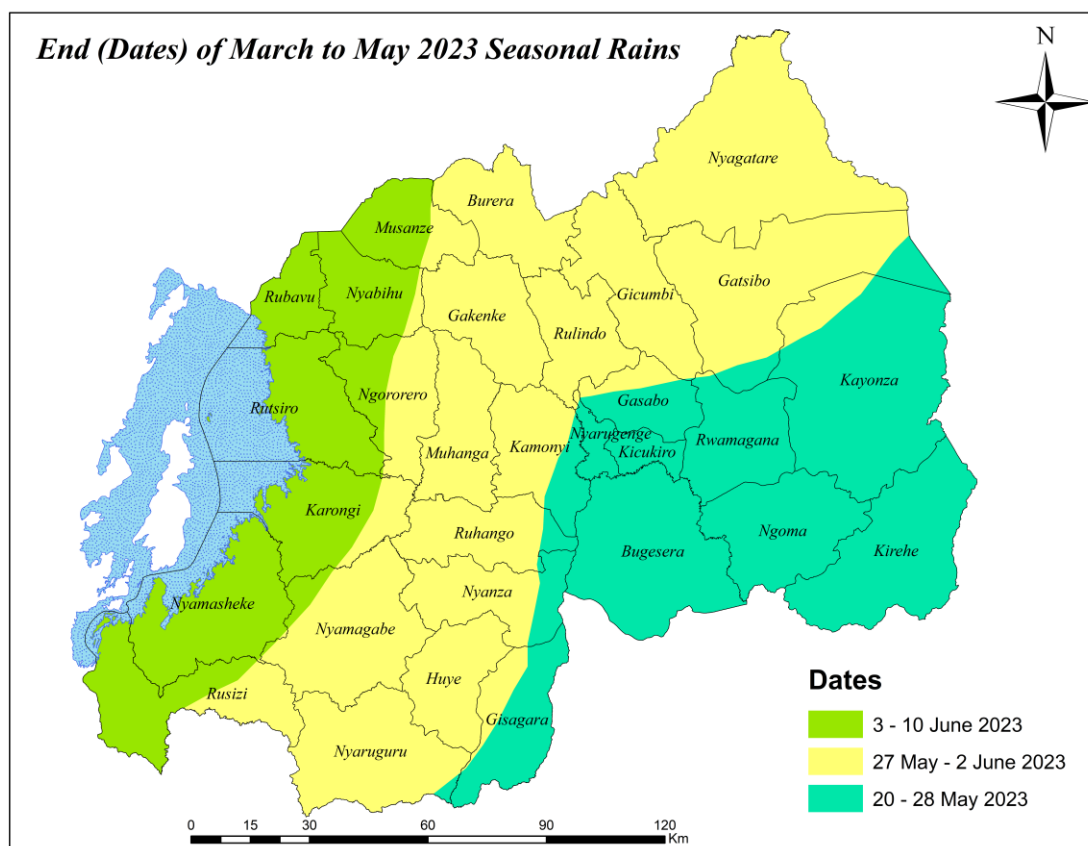 End (Dates) of March to May 2023 Seasonal Rains
N
Nyagatare
Burera
Musanze
Rubavu
Nyabihu
Gakenke
Rulindo
Gicumbi
Gatsibo
Rutsiro
Ngororero
Muhanga
Kamonyi
Gasabo
Nyarugenge
Kicukiro
Rwamagana
Kayonza
Karongi
Ruhango
Bugesera
Ngoma
Kirehe
Nyamasheke
Nyamagabe
Nyanza
Huye
Rusizi
Nyaruguru
Gisagara
Dates
3 - 10 June 2023
27 May - 2 June 2023
20 - 28 May 2023
0 15 30 60 90 120
Km